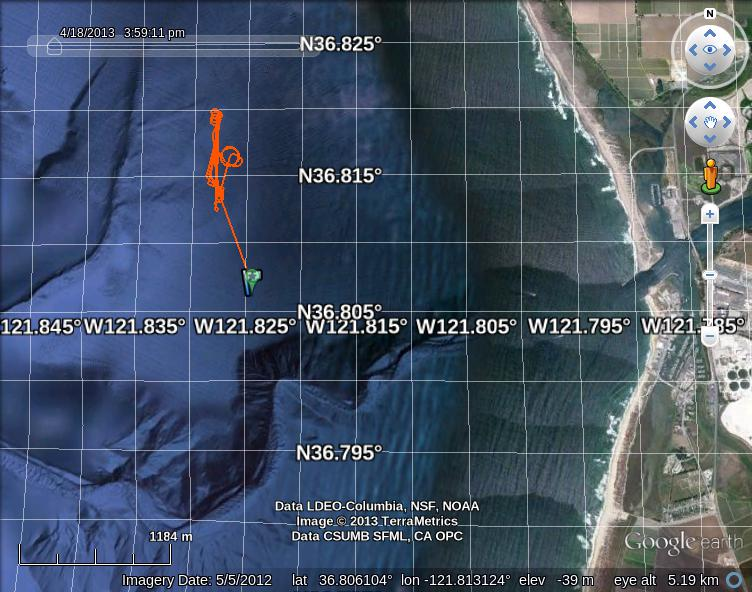 4/18/2013 3:59:11 pm
N
N36.825°
N36.815°
N36.805°
121.845° W121.835° W121.825° W121.815° W121.805° W121.795° W121.785°
N36.795°
Data LDEO-Columbia, NSF, NOAA
Image © 2013 TerraMetrics
Data CSUMB SFML, CA OPC
1184 m
Google earth
Imagery Date: 5/5/2012 lat 36.806104° lon -121.813124° elev -39 m eye alt 5.19 km